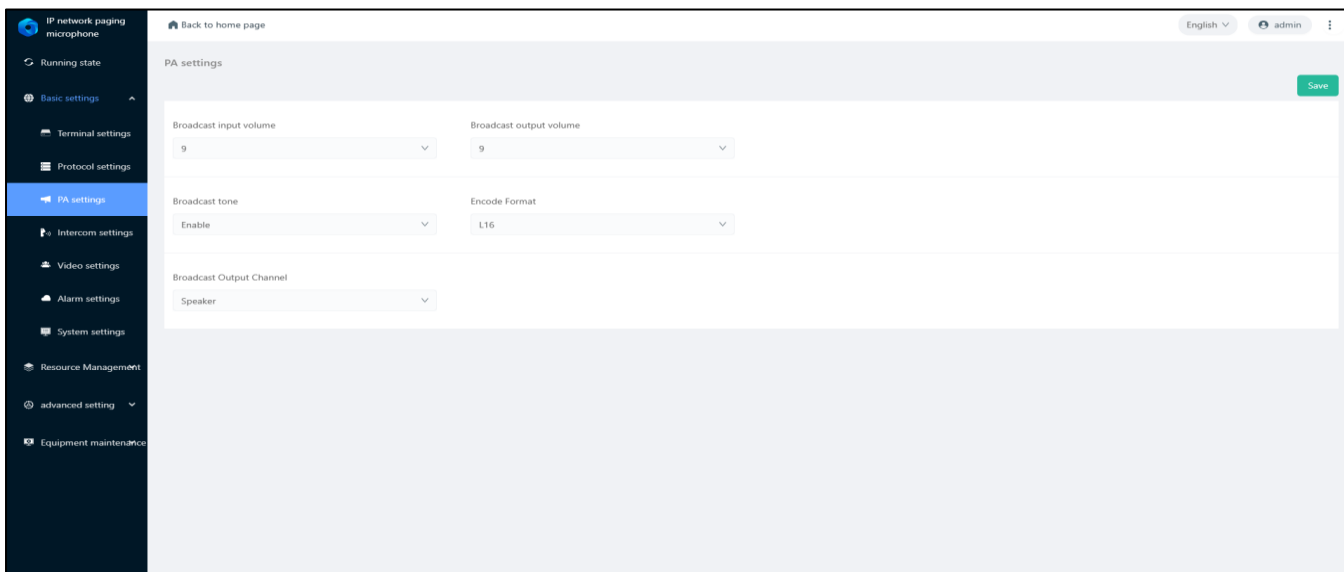 IP network paging
microphone
Back to home page
English
admin
Running state
PA settings
Save
Basic settings
Terminal settings
Protocol settings
PA settings
Intercom settings
Video settings
Alarm settings
System settings
Resource Management
advanced setting
Equipment maintenance
Broadcast input volume
Broadcast output volume
9
9
Broadcast tone
Encode Format
Enable
L16
Broadcast Output Channel
Speaker